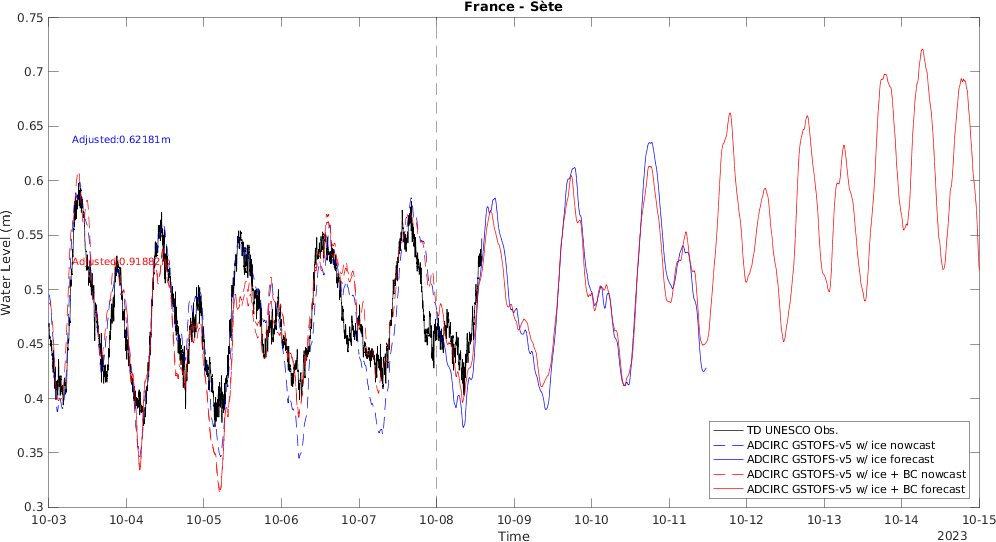 France - Sète
0.75
0.7
0.65
0.6
0.55
0.5
0.45
0.4
0.35
0.3
Water Level (m)
Adjusted:0.62181m
Adjusted:0.91882m
TD UNESCO Obs.
ADCIRC GSTOFS-v5 w/ ice nowcast
ADCIRC GSTOFS-v5 w/ ice forecast
ADCIRC GSTOFS-v5 w/ ice + BC nowcast
ADCIRC GSTOFS-v5 w/ ice + BC forecast
10-03 10-04 10-05 10-06 10-07 10-08 10-09 10-10 10-11 10-12 10-13 10-14 10-15
Time
2023